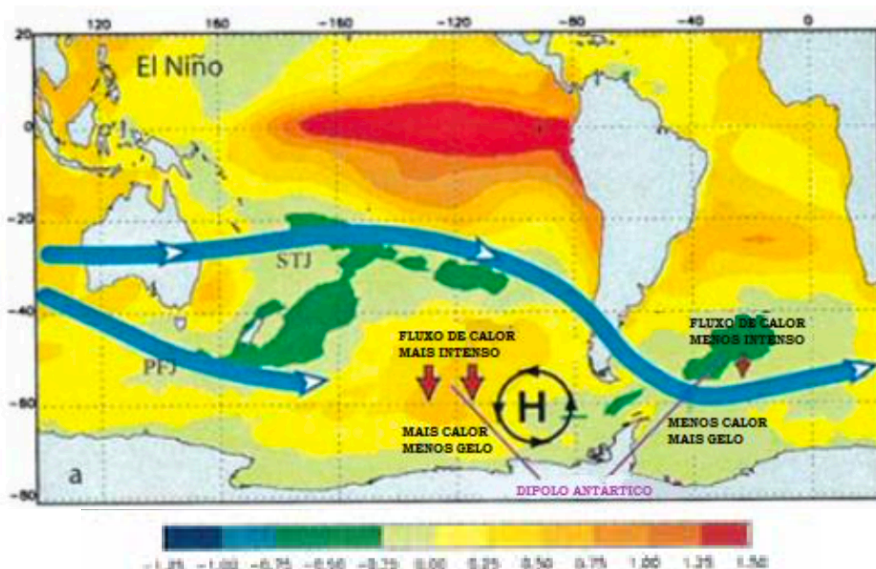 120 160 -160 -120 -80 -40 0
20
El Niño
0
-20
STJ
-40
FLUXO DE CALOR
MAIS INTENSO
FLUXO DE CALOR
MENOS INTENSO
PFJ
-60
H
MAIS CALOR
MENOS GELO
MENOS CALOR
MAIS GELO
a
DIPOLO ANTÁRTICO
-80
-1.25 -1.00 -0.75 -0.50 -0.25 0.00 0.25 0.50 0.75 1.00 1.50